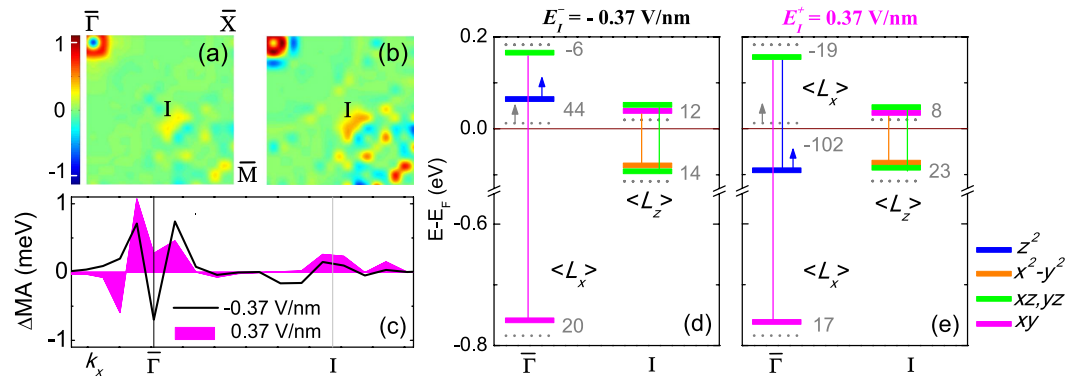 Γ̅ X̅
1
0
-1
(a)
I
(b)
I
M̅
ΔMA (meV)
1
0
1
-0.37 V/nm
0.37 V/nm
(c)
kₓ Γ̅ I
E_I^- = - 0.37 V/nm
E_I^+ = 0.37 V/nm
E-E_F (eV)
0.2
0.0
-0.6
-0.8
-6
44
12
14
<L_z>
<L_x>
20
(d)
Γ̅ I
-19
<L_x>
-102
8
23
<L_z>
<L_x>
17
(e)
Γ̅ I
z²
x²-y²
xz,yz
xy